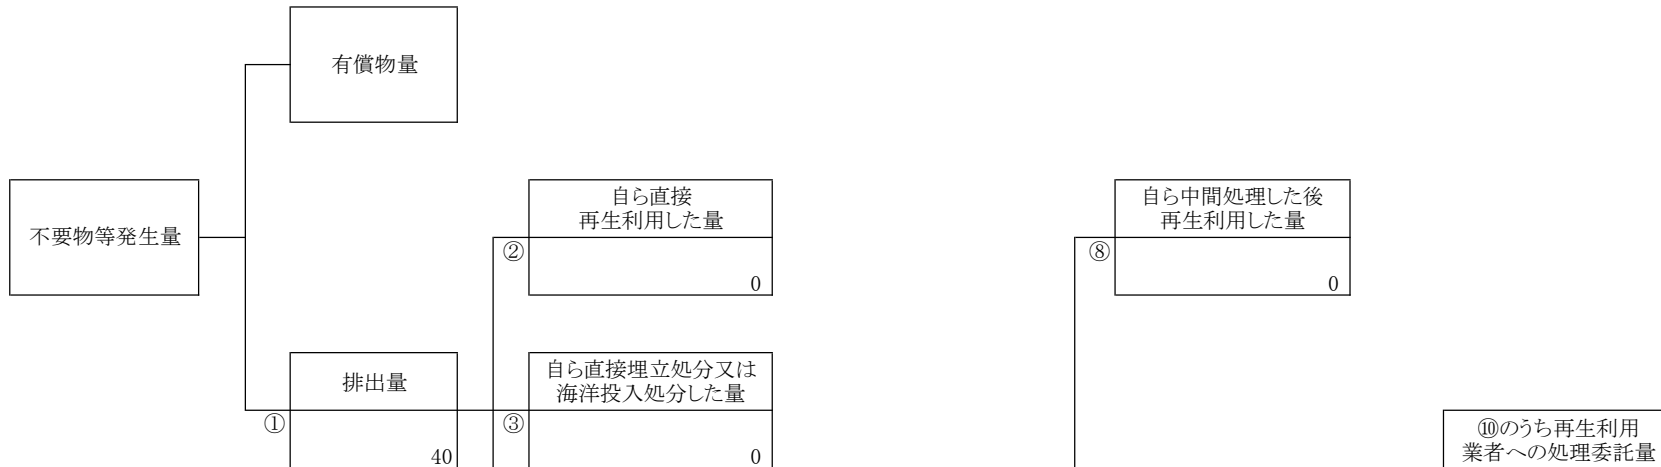 有償物量
不要物等発生量
自ら直接
再生利用した量
②
0
自ら中間処理した後
再生利用した量
⑧
0
排出量
①
40
自ら直接埋立処分又は
海洋投入処分した量
③
0
⑩のうち再生利用
業者への処理委託量